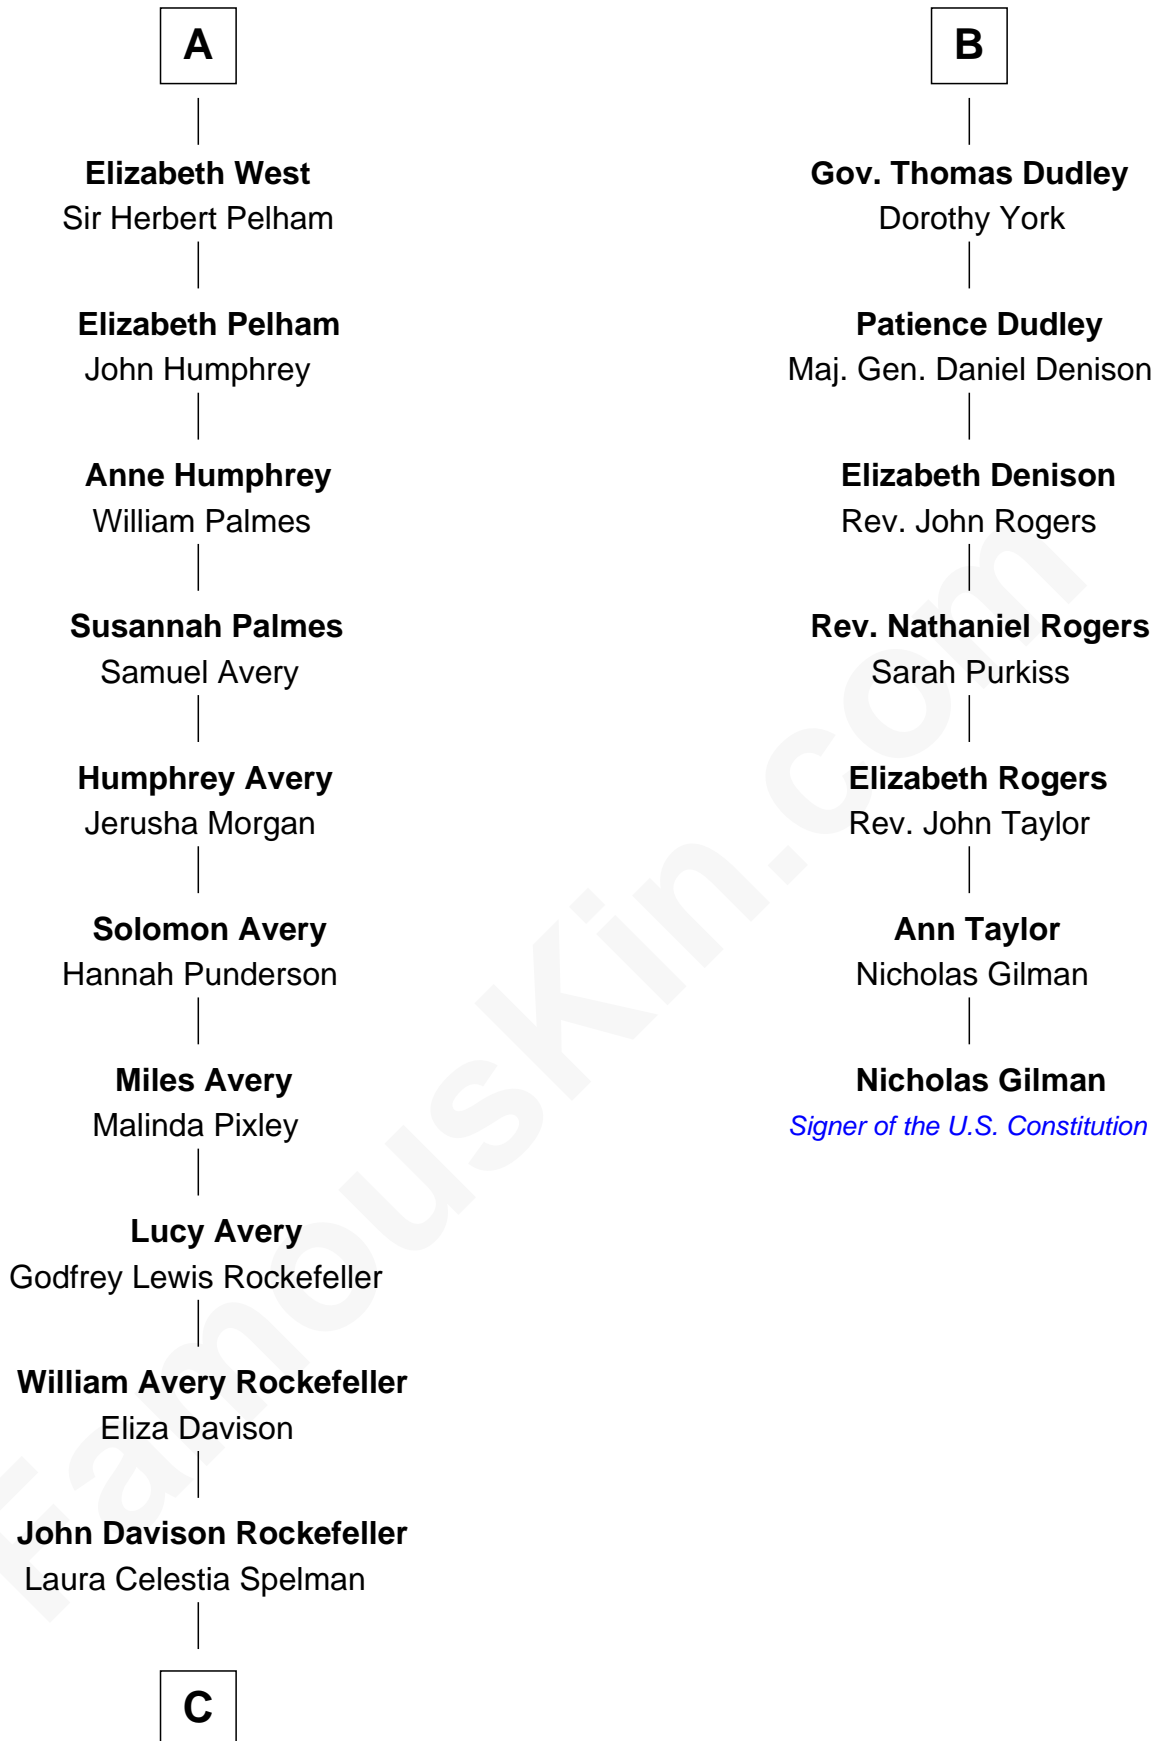 A
Elizabeth West
Sir Herbert Pelham
Elizabeth Pelham
John Humphrey
Anne Humphrey
William Palmes
Susannah Palmes
Samuel Avery
Humphrey Avery
Jerusha Morgan
Solomon Avery
Hannah Punderson
Miles Avery
Malinda Pixley
Lucy Avery
Godfrey Lewis Rockefeller
William Avery Rockefeller
Eliza Davison
John Davison Rockefeller
Laura Celestia Spelman
C
B
Gov. Thomas Dudley
Dorothy York
Patience Dudley
Maj. Gen. Daniel Denison
Elizabeth Denison
Rev. John Rogers
Rev. Nathaniel Rogers
Sarah Purkiss
Elizabeth Rogers
Rev. John Taylor
Ann Taylor
Nicholas Gilman
Nicholas Gilman
Signer of the U.S. Constitution
FamousKin.com